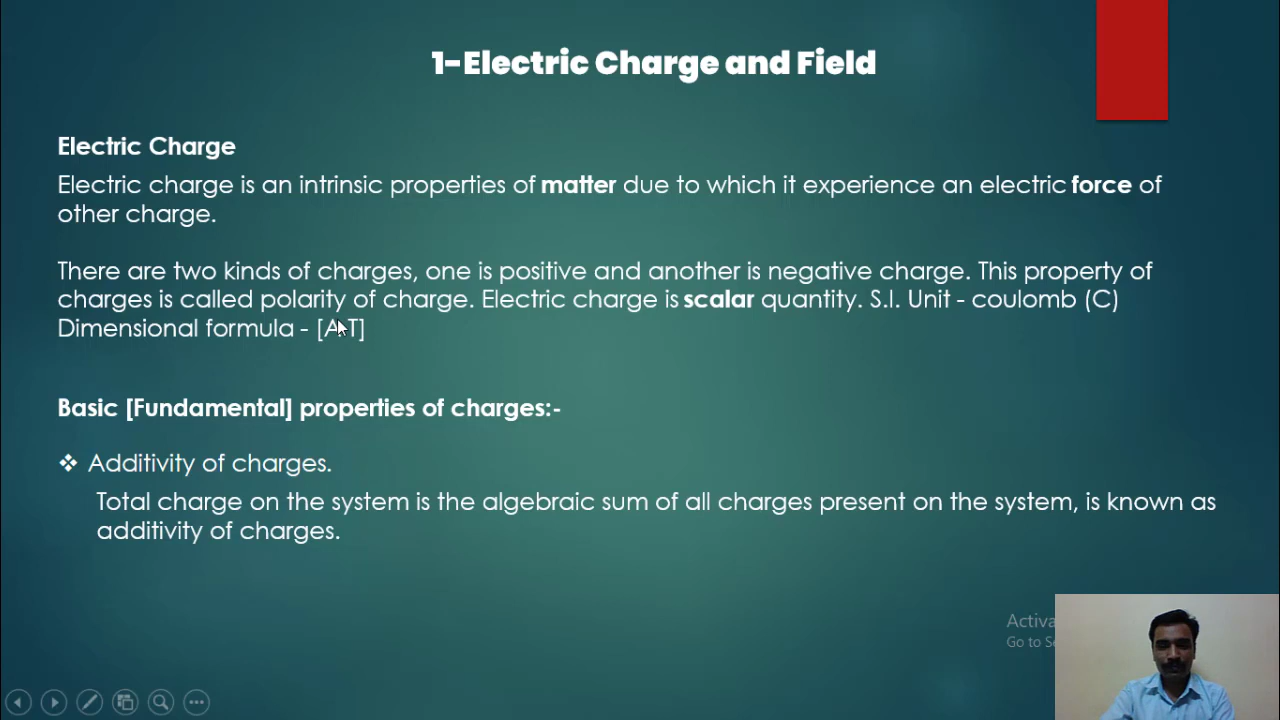 1-Electric Charge and Field
Electric Charge
Electric charge is an intrinsic properties of matter due to which it experience an electric force of
other charge.
There are two kinds of charges, one is positive and another is negative charge. This property of
charges is called polarity of charge. Electric charge is scalar quantity. S.I. Unit - coulomb (C)
Dimensional formula - [A T]
Basic [Fundamental] properties of charges:-
❖ Additivity of charges.
Total charge on the system is the algebraic sum of all charges present on the system, is known as
additivity of charges.
Go to